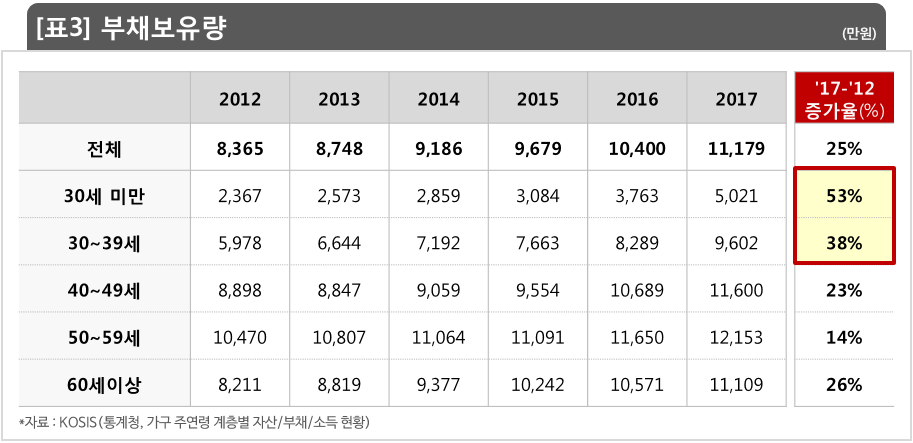 [표3] 부채보유량
(만원)
2012 2013 2014 2015 2016 2017 '17-'12 증가율(%)
전체 8,365 8,748 9,186 9,679 10,400 11,179 25%
30세 미만 2,367 2,573 2,859 3,084 3,763 5,021 53%
30~39세 5,978 6,644 7,192 7,663 8,289 9,602 38%
40~49세 8,898 8,847 9,059 9,554 10,689 11,600 23%
50~59세 10,470 10,807 11,064 11,091 11,650 12,153 14%
60세이상 8,211 8,819 9,377 10,242 10,571 11,109 26%
*자료 : KOSIS(통계청, 가구 주연령 계층별 자산/부채/소득 현황)